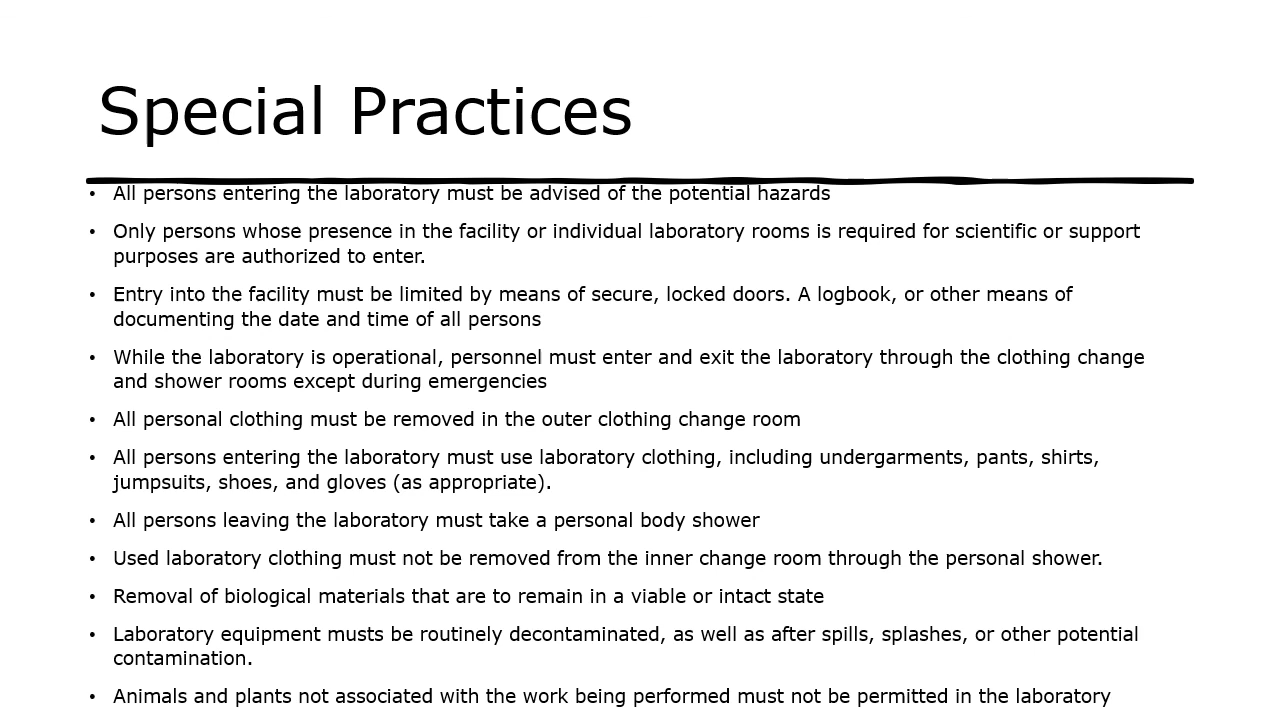 Special Practices
• All persons entering the laboratory must be advised of the potential hazards
• Only persons whose presence in the facility or individual laboratory rooms is required for scientific or support
purposes are authorized to enter.
• Entry into the facility must be limited by means of secure, locked doors. A logbook, or other means of
documenting the date and time of all persons
• While the laboratory is operational, personnel must enter and exit the laboratory through the clothing change
and shower rooms except during emergencies
• All personal clothing must be removed in the outer clothing change room
• All persons entering the laboratory must use laboratory clothing, including undergarments, pants, shirts,
jumpsuits, shoes, and gloves (as appropriate).
• All persons leaving the laboratory must take a personal body shower
• Used laboratory clothing must not be removed from the inner change room through the personal shower.
• Removal of biological materials that are to remain in a viable or intact state
• Laboratory equipment musts be routinely decontaminated, as well as after spills, splashes, or other potential
contamination.
• Animals and plants not associated with the work being performed must not be permitted in the laboratory